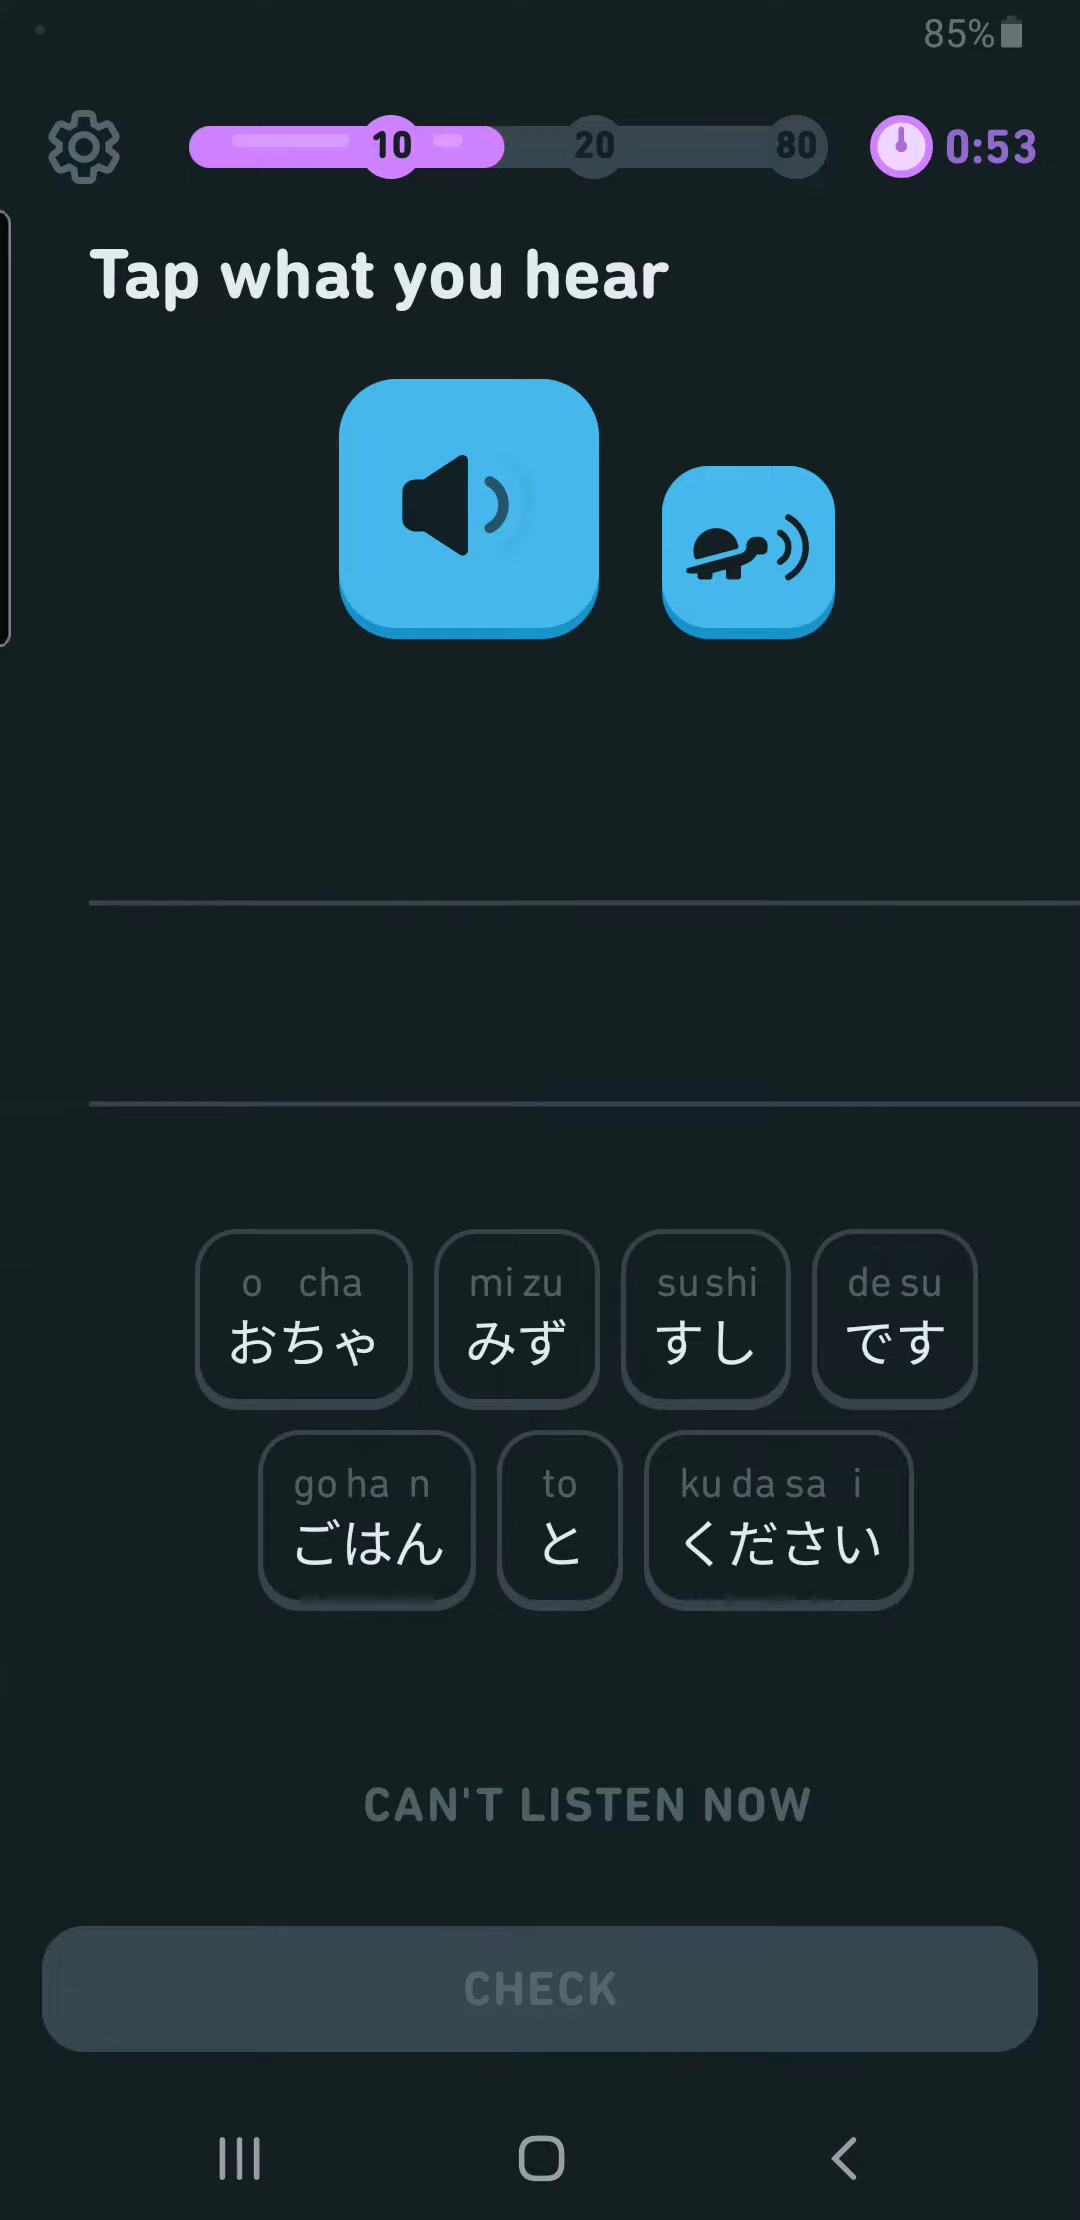 85%
10 20 80 0:53
Tap what you hear
o cha mi zu su shi de su
おちゃ みず すし です
go ha n to ku da sa i
ごはん と ください
CAN'T LISTEN NOW
CHECK